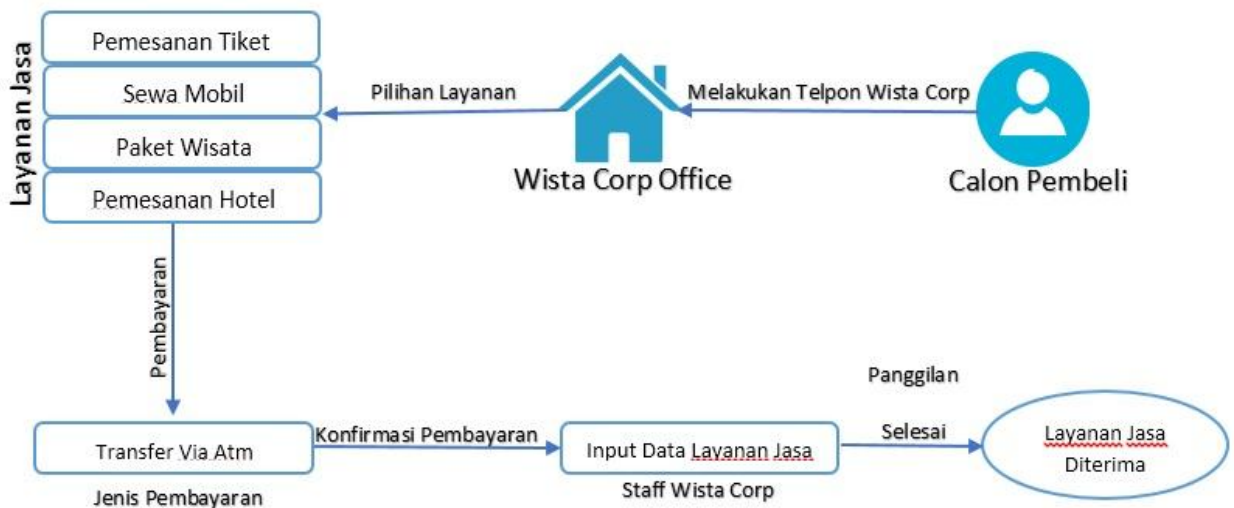 Layanan Jasa
Pemesanan Tiket
Sewa Mobil
Paket Wisata
Pemesanan Hotel
Pilihan Layanan
Melakukan Telpon Wista Corp
Wista Corp Office
Calon Pembeli
Pembayaran
Transfer Via Atm
Jenis Pembayaran
Konfirmasi Pembayaran
Input Data Layanan Jasa
Staff Wista Corp
Panggilan
Selesai
Layanan Jasa
Diterima